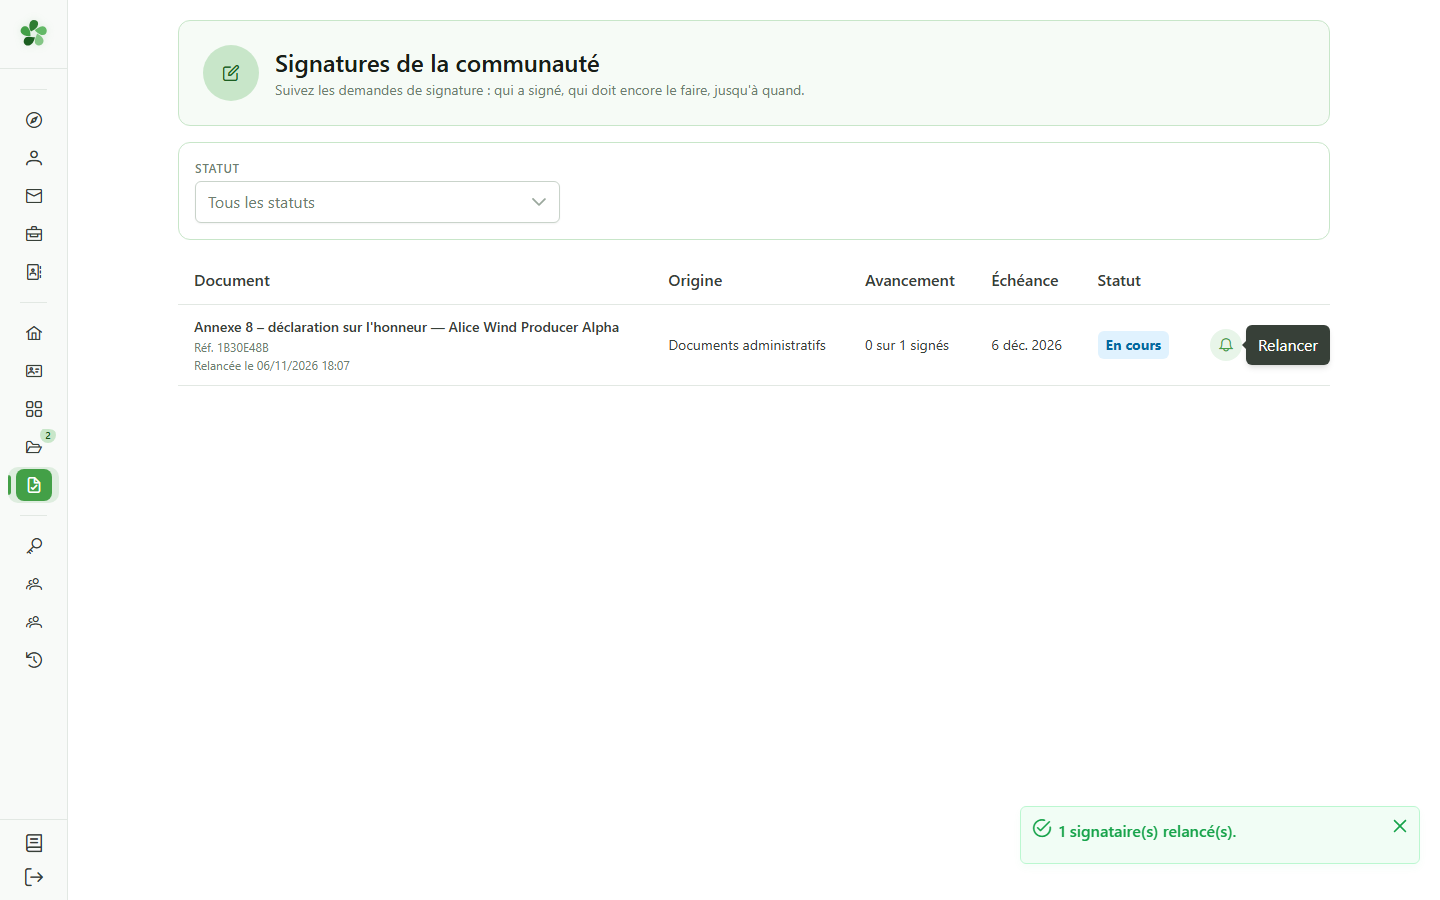 Signatures de la communauté
Suivez les demandes de signature : qui a signé, qui doit encore le faire, jusqu'à quand.
STATUT
Tous les statuts
Document Origine Avancement Échéance Statut
Annexe 8 – déclaration sur l'honneur — Alice Wind Producer Alpha
Réf. 1B30E48B
Relancée le 06/11/2026 18:07
Documents administratifs 0 sur 1 signés 6 déc. 2026 En cours Relancer
2
1 signataire(s) relancé(s).